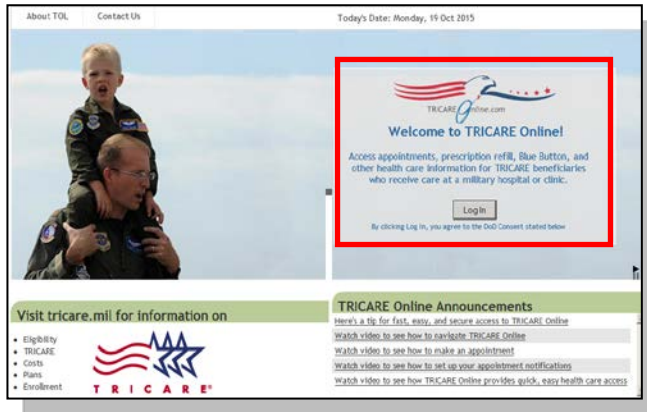 About TOL Contact Us Today's Date: Monday, 19 Oct 2015
TRICARE Online.com
Welcome to TRICARE Online!
Access appointments, prescription refill, Blue Button, and
other health care information for TRICARE beneficiaries
who receive care at a military hospital or clinic.
Log In
By clicking Log In, you agree to the DoD Consent stated below
Visit tricare.mil for information on
Eligibility
TRICARE
Costs
Plans
Enrollment
TRICARE®
TRICARE Online Announcements
Here's a tip for fast, easy, and secure access to TRICARE Online
Watch video to see how to navigate TRICARE Online
Watch video to see how to make an appointment
Watch video to see how to set up your appointment notifications
Watch video to see how TRICARE Online provides quick, easy health care access